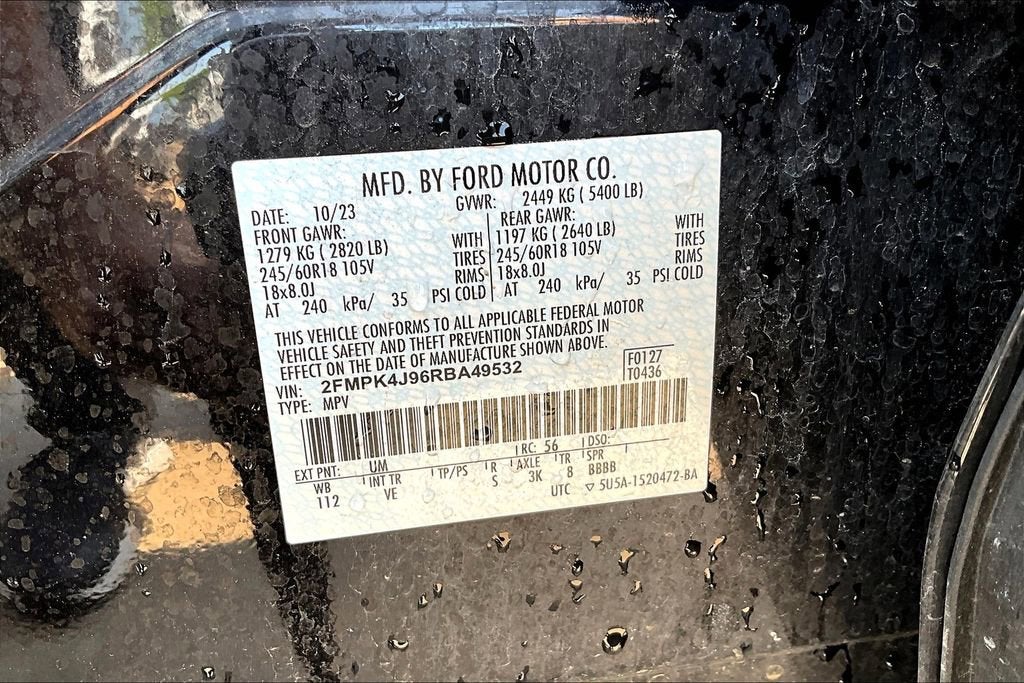 MFD. BY FORD MOTOR CO.
DATE: 10/23 GVWR: 2449 KG ( 5400 LB)
FRONT GAWR: REAR GAWR:
1279 KG ( 2820 LB) WITH 1197 KG ( 2640 LB) WITH
245/60R18 105V TIRES 245/60R18 105V TIRES
18x8.0J RIMS 18x8.0J RIMS
AT 240 kPa/ 35 PSI COLD AT 240 kPa/ 35 PSI COLD
THIS VEHICLE CONFORMS TO ALL APPLICABLE FEDERAL MOTOR
VEHICLE SAFETY AND THEFT PREVENTION STANDARDS IN
EFFECT ON THE DATE OF MANUFACTURE SHOWN ABOVE.
VIN: 2FMPK4J96RBA49532 F0127
TYPE: MPV T0436
EXT PNT: UM RC: 56 DSO:
WB INT TR TP/PS R AXLE TR SPR
112 VE S 3K 8 BBBB
UTC ▽ 5U5A-1520472-BA